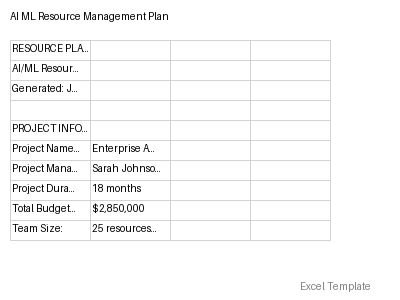 AI ML Resource Management Plan
RESOURCE PLA...
AI/ML Resour...
Generated: J...
PROJECT INFO...
Project Name... Enterprise A...
Project Mana... Sarah Johnso...
Project Dura... 18 months
Total Budget... $2,850,000
Team Size: 25 resources...
Excel Template